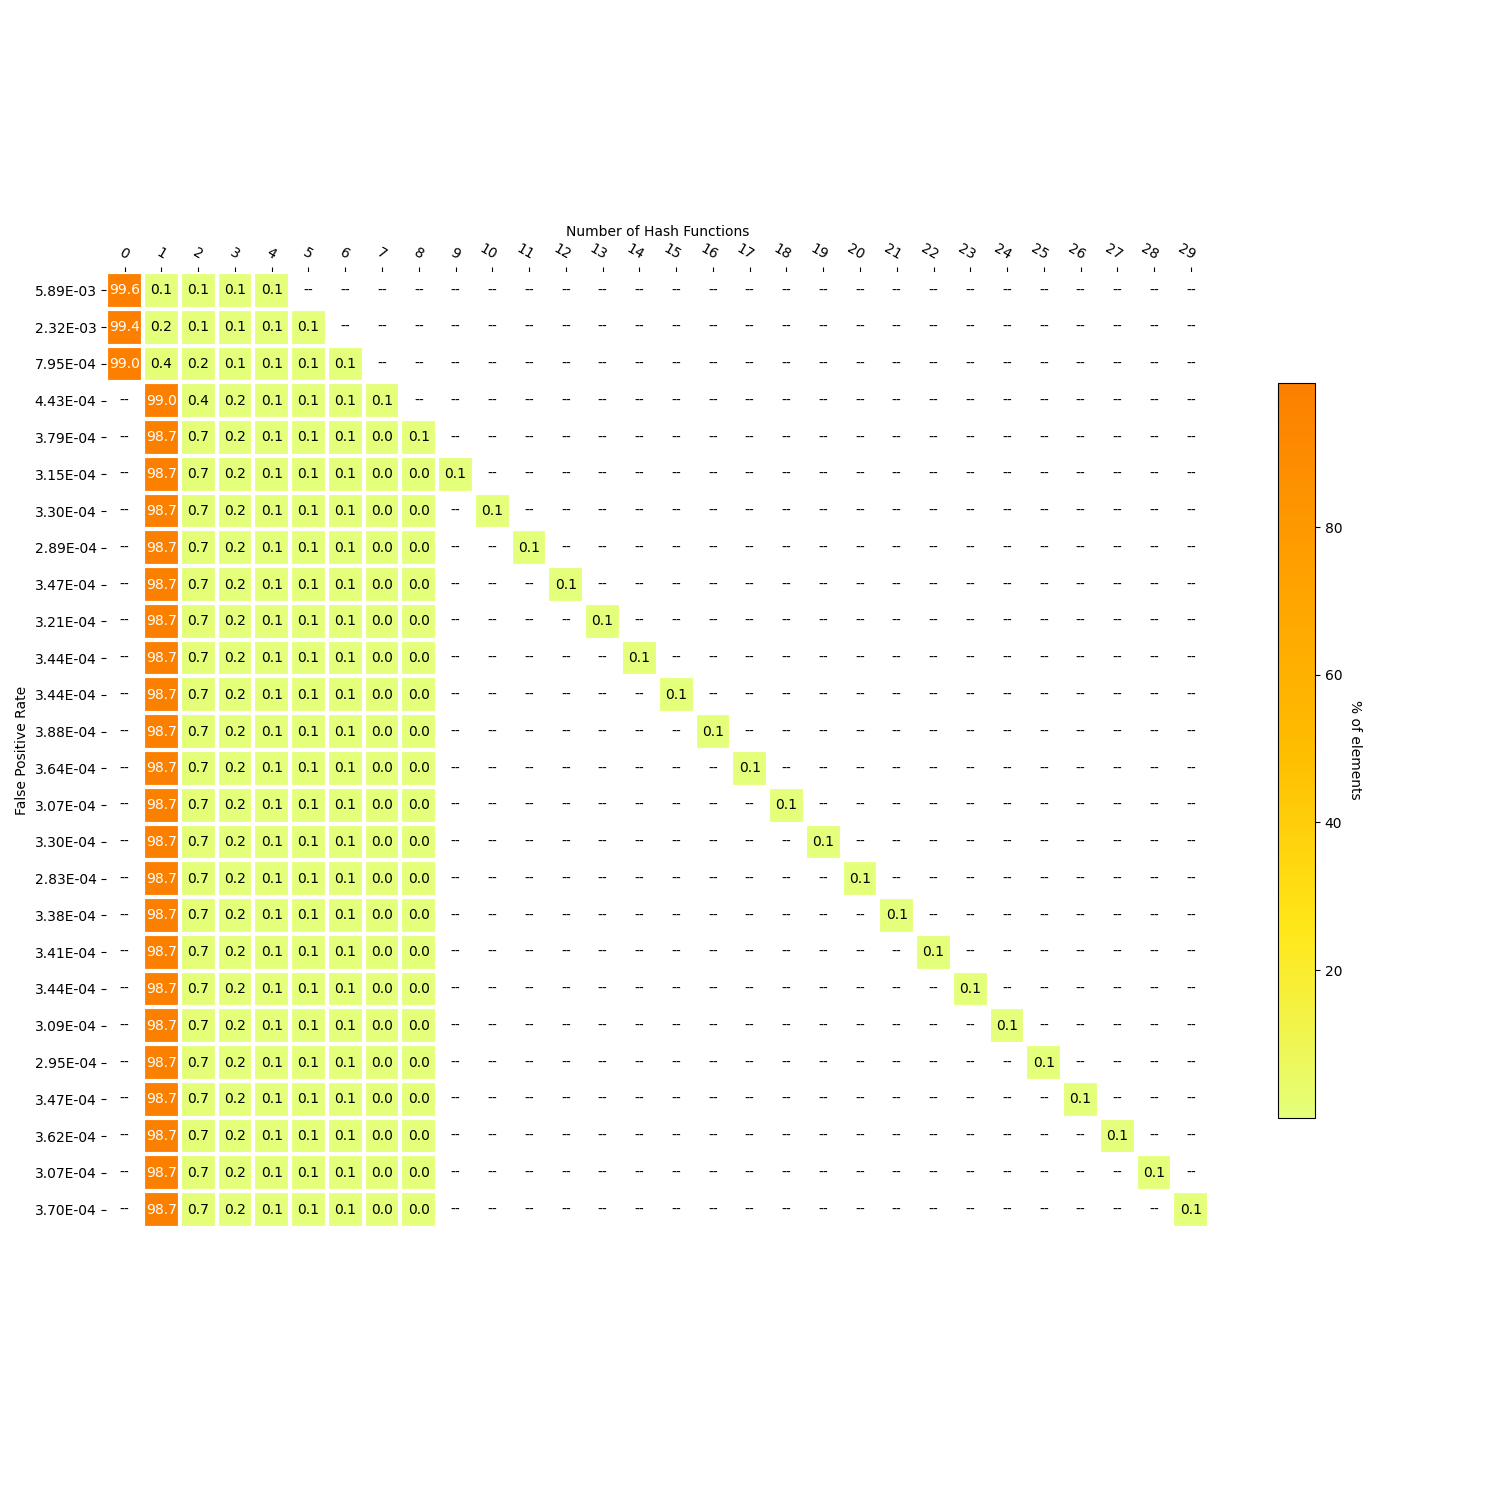 Number of Hash Functions
0 1 2 3 4 5 6 7 8 9 10 11 12 13 14 15 16 17 18 19 20 21 22 23 24 25 26 27 28 29
5.89E-03 99.6 0.1 0.1 0.1 0.1 -- -- -- -- -- -- -- -- -- -- -- -- -- -- -- -- -- -- -- -- -- -- -- -- --
2.32E-03 99.4 0.2 0.1 0.1 0.1 0.1 -- -- -- -- -- -- -- -- -- -- -- -- -- -- -- -- -- -- -- -- -- -- -- --
7.95E-04 99.0 0.4 0.2 0.1 0.1 0.1 0.1 -- -- -- -- -- -- -- -- -- -- -- -- -- -- -- -- -- -- -- -- -- -- --
4.43E-04 -- 99.0 0.4 0.2 0.1 0.1 0.1 0.1 -- -- -- -- -- -- -- -- -- -- -- -- -- -- -- -- -- -- -- -- -- --
3.79E-04 -- 98.7 0.7 0.2 0.1 0.1 0.1 0.0 0.1 -- -- -- -- -- -- -- -- -- -- -- -- -- -- -- -- -- -- -- -- --
3.15E-04 -- 98.7 0.7 0.2 0.1 0.1 0.1 0.0 0.0 0.1 -- -- -- -- -- -- -- -- -- -- -- -- -- -- -- -- -- -- -- --
3.30E-04 -- 98.7 0.7 0.2 0.1 0.1 0.1 0.0 0.0 -- 0.1 -- -- -- -- -- -- -- -- -- -- -- -- -- -- -- -- -- -- --
2.89E-04 -- 98.7 0.7 0.2 0.1 0.1 0.1 0.0 0.0 -- -- 0.1 -- -- -- -- -- -- -- -- -- -- -- -- -- -- -- -- -- --
3.47E-04 -- 98.7 0.7 0.2 0.1 0.1 0.1 0.0 0.0 -- -- -- 0.1 -- -- -- -- -- -- -- -- -- -- -- -- -- -- -- -- --
3.21E-04 -- 98.7 0.7 0.2 0.1 0.1 0.1 0.0 0.0 -- -- -- -- 0.1 -- -- -- -- -- -- -- -- -- -- -- -- -- -- -- --
3.44E-04 -- 98.7 0.7 0.2 0.1 0.1 0.1 0.0 0.0 -- -- -- -- -- 0.1 -- -- -- -- -- -- -- -- -- -- -- -- -- -- --
3.44E-04 -- 98.7 0.7 0.2 0.1 0.1 0.1 0.0 0.0 -- -- -- -- -- -- 0.1 -- -- -- -- -- -- -- -- -- -- -- -- -- --
3.88E-04 -- 98.7 0.7 0.2 0.1 0.1 0.1 0.0 0.0 -- -- -- -- -- -- -- 0.1 -- -- -- -- -- -- -- -- -- -- -- -- --
3.64E-04 -- 98.7 0.7 0.2 0.1 0.1 0.1 0.0 0.0 -- -- -- -- -- -- -- -- 0.1 -- -- -- -- -- -- -- -- -- -- -- --
3.07E-04 -- 98.7 0.7 0.2 0.1 0.1 0.1 0.0 0.0 -- -- -- -- -- -- -- -- -- 0.1 -- -- -- -- -- -- -- -- -- -- --
3.30E-04 -- 98.7 0.7 0.2 0.1 0.1 0.1 0.0 0.0 -- -- -- -- -- -- -- -- -- -- 0.1 -- -- -- -- -- -- -- -- -- --
2.83E-04 -- 98.7 0.7 0.2 0.1 0.1 0.1 0.0 0.0 -- -- -- -- -- -- -- -- -- -- -- 0.1 -- -- -- -- -- -- -- -- --
3.38E-04 -- 98.7 0.7 0.2 0.1 0.1 0.1 0.0 0.0 -- -- -- -- -- -- -- -- -- -- -- -- 0.1 -- -- -- -- -- -- -- --
3.41E-04 -- 98.7 0.7 0.2 0.1 0.1 0.1 0.0 0.0 -- -- -- -- -- -- -- -- -- -- -- -- -- 0.1 -- -- -- -- -- -- --
3.44E-04 -- 98.7 0.7 0.2 0.1 0.1 0.1 0.0 0.0 -- -- -- -- -- -- -- -- -- -- -- -- -- -- 0.1 -- -- -- -- -- --
3.09E-04 -- 98.7 0.7 0.2 0.1 0.1 0.1 0.0 0.0 -- -- -- -- -- -- -- -- -- -- -- -- -- -- -- 0.1 -- -- -- -- --
2.95E-04 -- 98.7 0.7 0.2 0.1 0.1 0.1 0.0 0.0 -- -- -- -- -- -- -- -- -- -- -- -- -- -- -- -- 0.1 -- -- -- --
3.47E-04 -- 98.7 0.7 0.2 0.1 0.1 0.1 0.0 0.0 -- -- -- -- -- -- -- -- -- -- -- -- -- -- -- -- -- 0.1 -- -- --
3.62E-04 -- 98.7 0.7 0.2 0.1 0.1 0.1 0.0 0.0 -- -- -- -- -- -- -- -- -- -- -- -- -- -- -- -- -- -- 0.1 -- --
3.07E-04 -- 98.7 0.7 0.2 0.1 0.1 0.1 0.0 0.0 -- -- -- -- -- -- -- -- -- -- -- -- -- -- -- -- -- -- -- 0.1 --
3.70E-04 -- 98.7 0.7 0.2 0.1 0.1 0.1 0.0 0.0 -- -- -- -- -- -- -- -- -- -- -- -- -- -- -- -- -- -- -- -- 0.1
False Positive Rate
80
60
40
20
% of elements